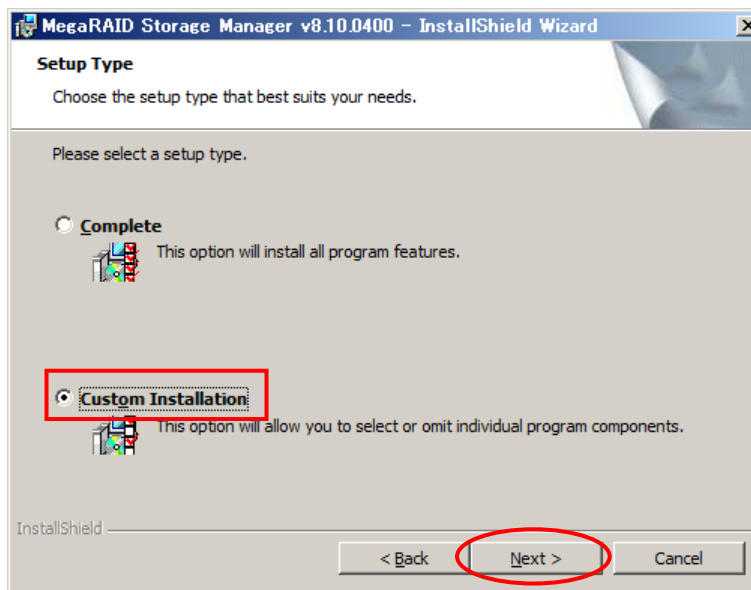 MegaRAID Storage Manager v8.10.0400 - InstallShield Wizard
Setup Type
Choose the setup type that best suits your needs.
Please select a setup type.
Complete
This option will install all program features.
Custom Installation
This option will allow you to select or omit individual program components.
InstallShield
< Back
Next >
Cancel